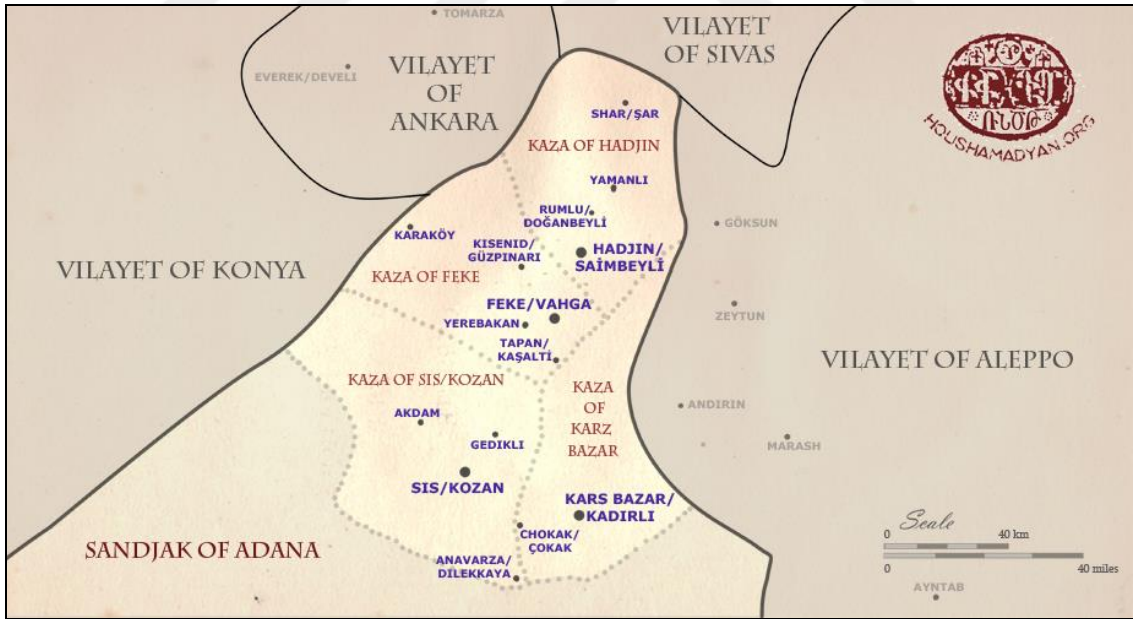 TOMARZA
VILAYET
OF SIVAS
EVEREK/DEVELI
VILAYET
OF
ANKARA
SHAR/ŞAR
KAZA OF HADJIN
HOUSHAMADYAN.ORG
YAMANLI
RUMLU/
DOĞANBEYLİ
GÖKSUN
KARAKÖY
KISENID/
GÜZPINARI
HADJIN/
SAİMBEYLİ
VILAYET OF KONYA
KAZA OF FEKE
FEKE/VAHGA
ZEYTUN
YEREBAKAN
TAPAN/
KAŞALTİ
VILAYET OF ALEPPO
KAZA OF SIS/KOZAN
KAZA
OF
KARZ
BAZAR
ANDIRIN
AKDAM
GEDIKLI
MARASH
SIS/KOZAN
KARS BAZAR/
KADIRLI
CHOKAK/
ÇOKAK
SANDJAK OF ADANA
ANAVARZA/
DILEKKAYA
Scale
0 40 km
0 40 miles
AYNTAB